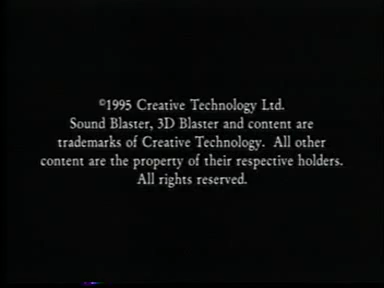 ©1995 Creative Technology Ltd.
Sound Blaster, 3D Blaster and content are
trademarks of Creative Technology. All other
content are the property of their respective holders.
All rights reserved.